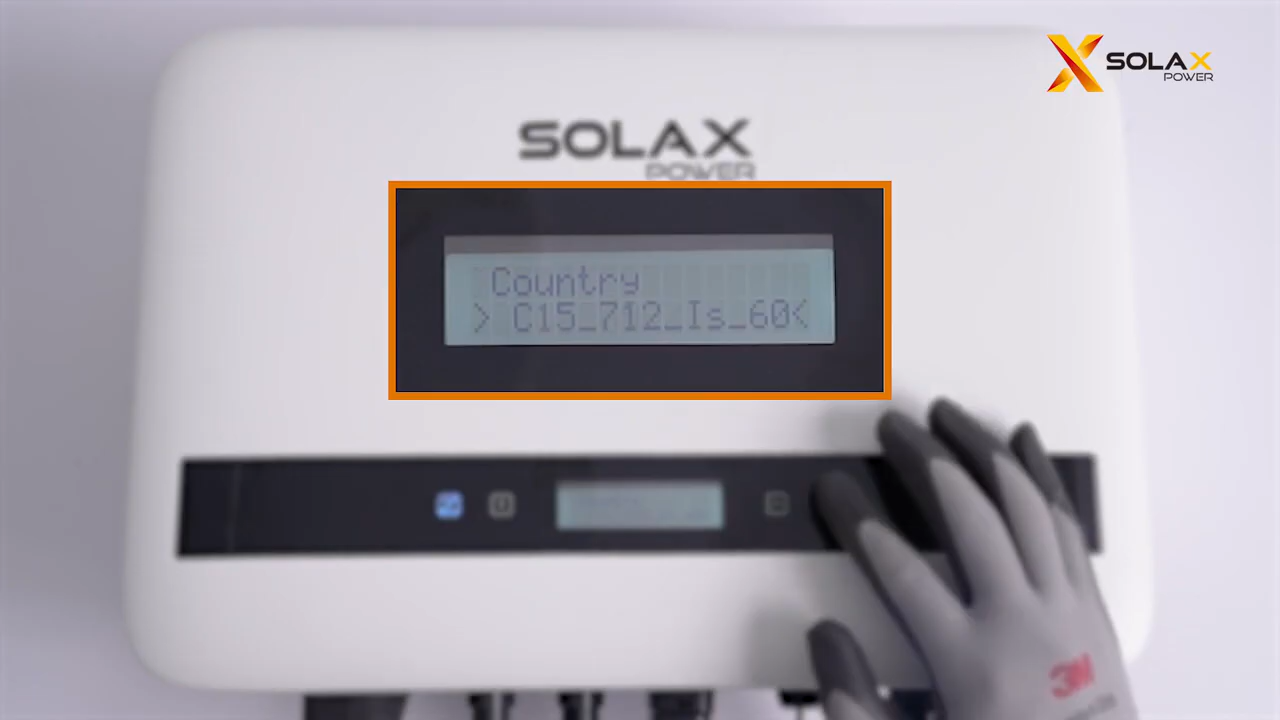 SOLAX
POWER
SOLAX
POWER
Country
> C15_712_Is_60<
3M